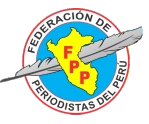 FEDERACIÓN DE
FPP
PERIODISTAS DEL PERÚ